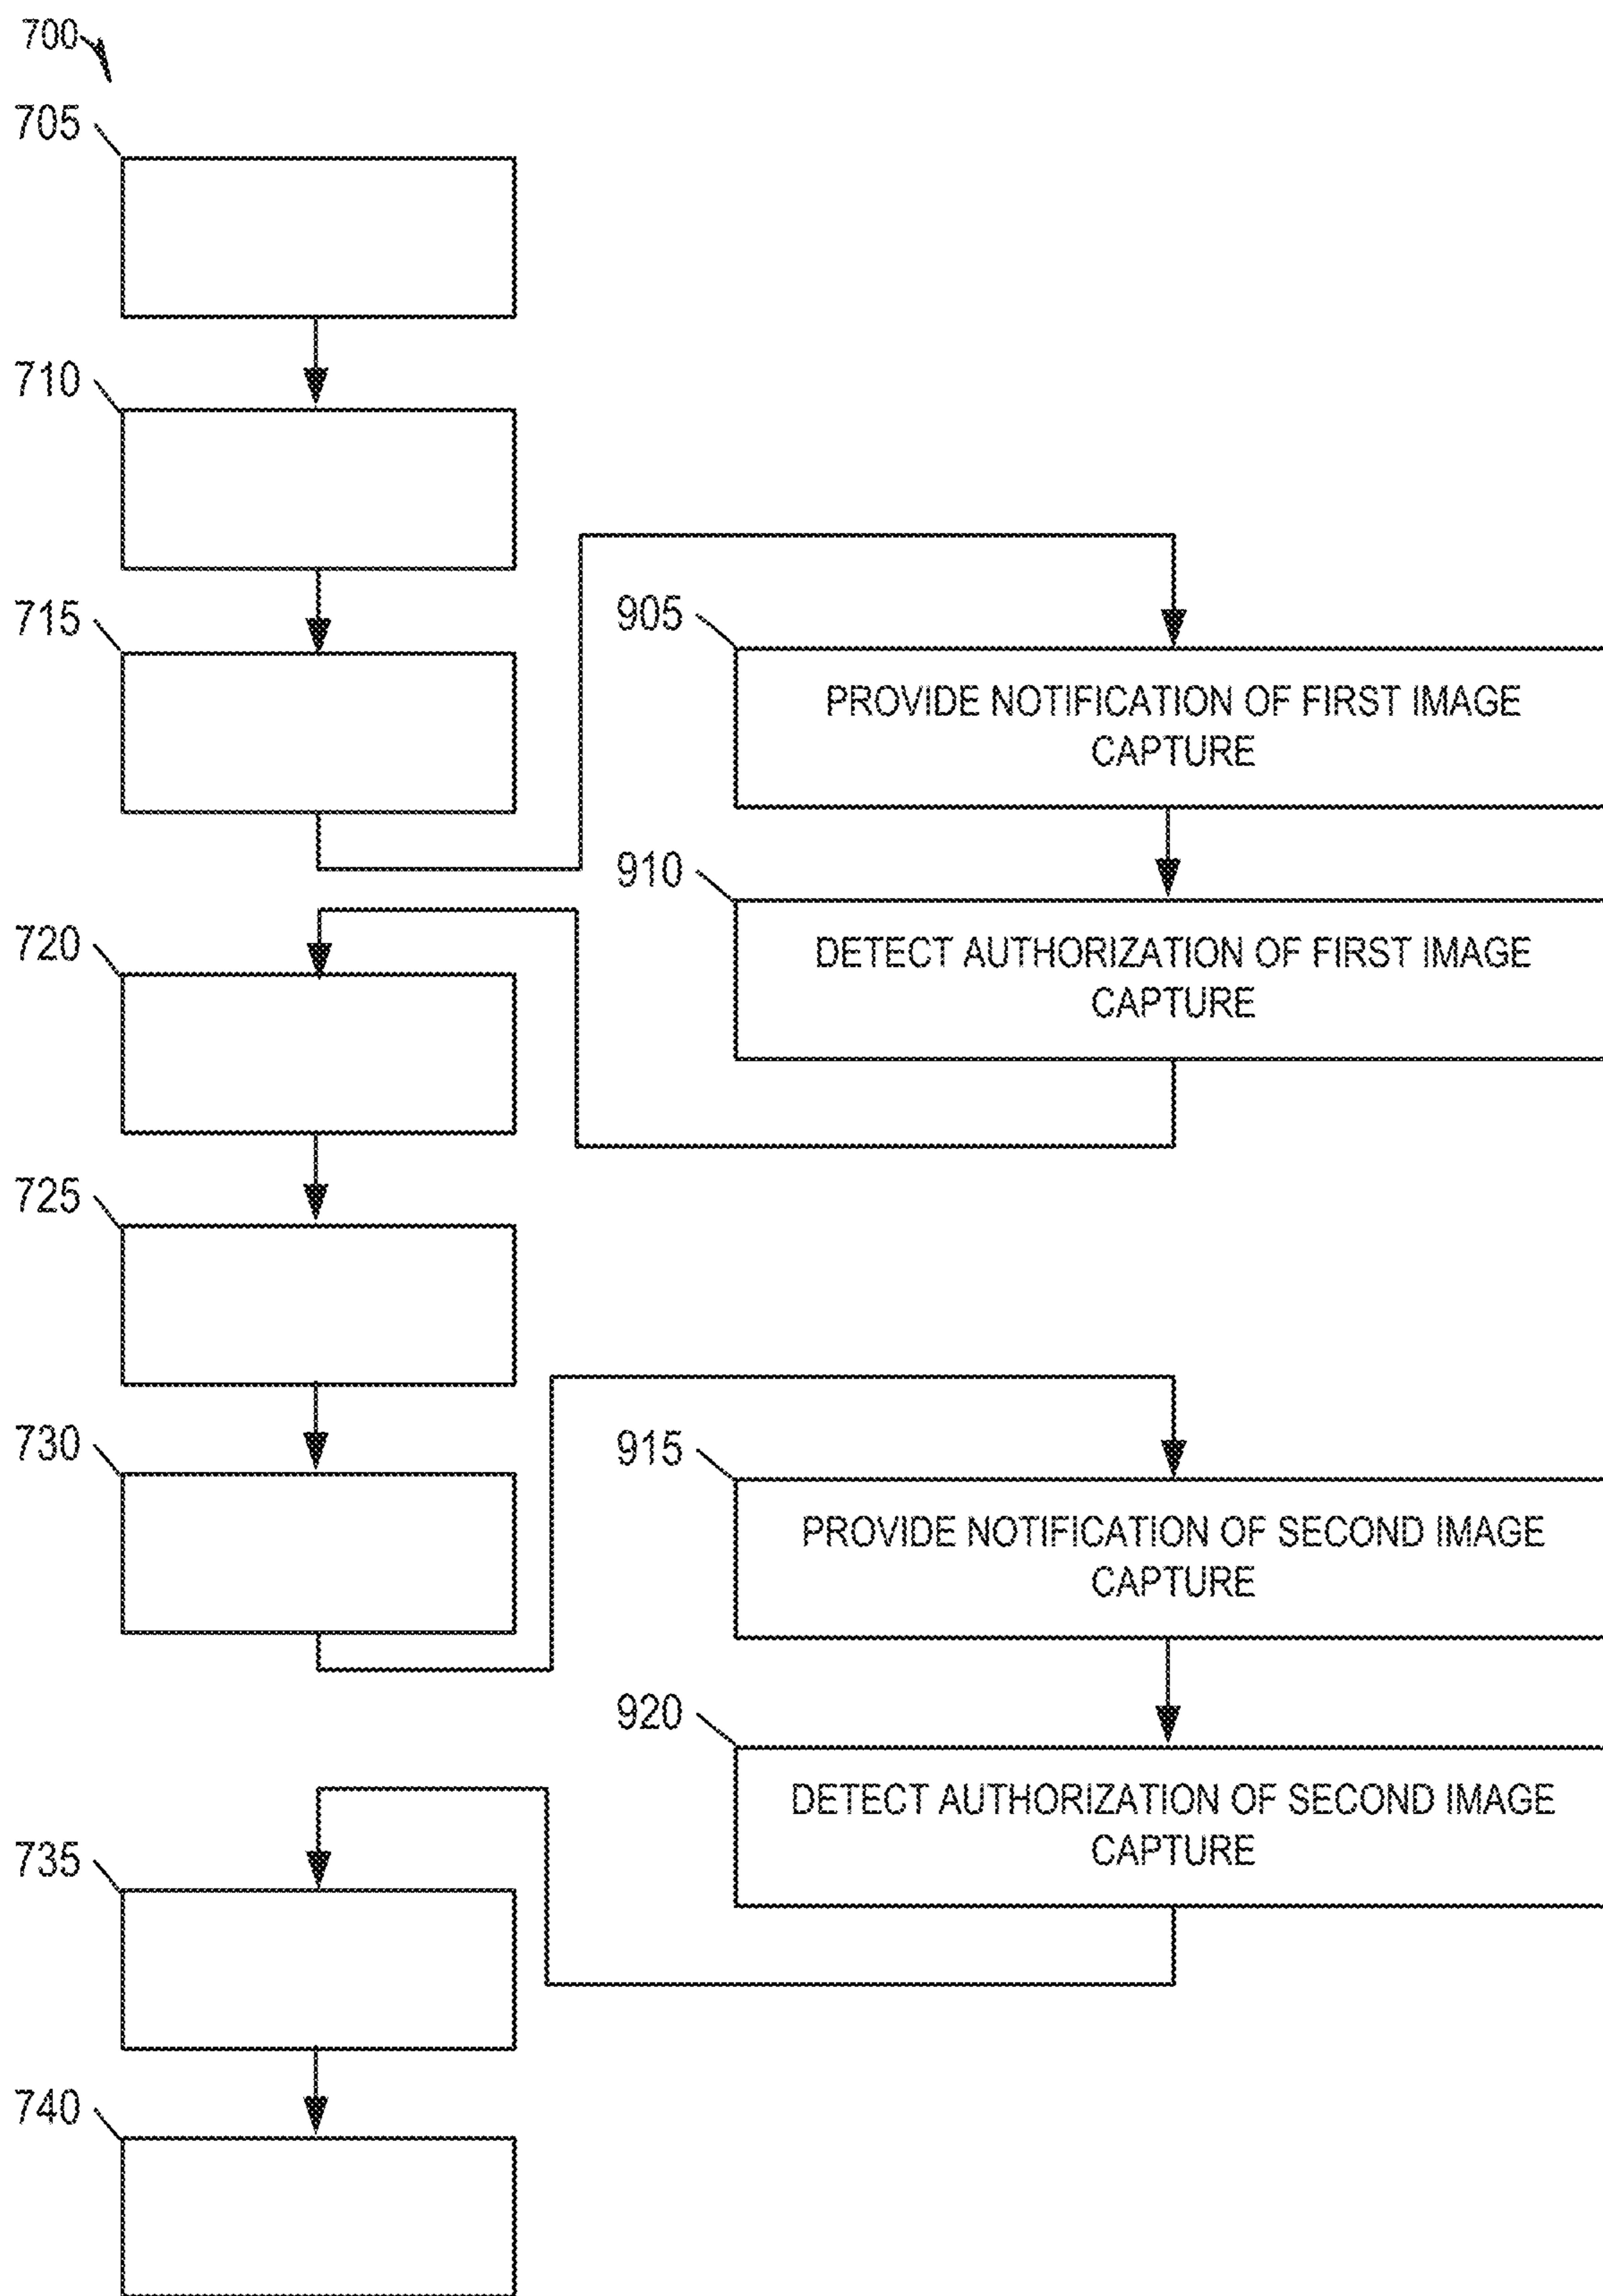 700
705
710
715
905
PROVIDE NOTIFICATION OF FIRST IMAGE
CAPTURE
910
DETECT AUTHORIZATION OF FIRST IMAGE
CAPTURE
720
725
730
915
PROVIDE NOTIFICATION OF SECOND IMAGE
CAPTURE
920
DETECT AUTHORIZATION OF SECOND IMAGE
CAPTURE
735
740